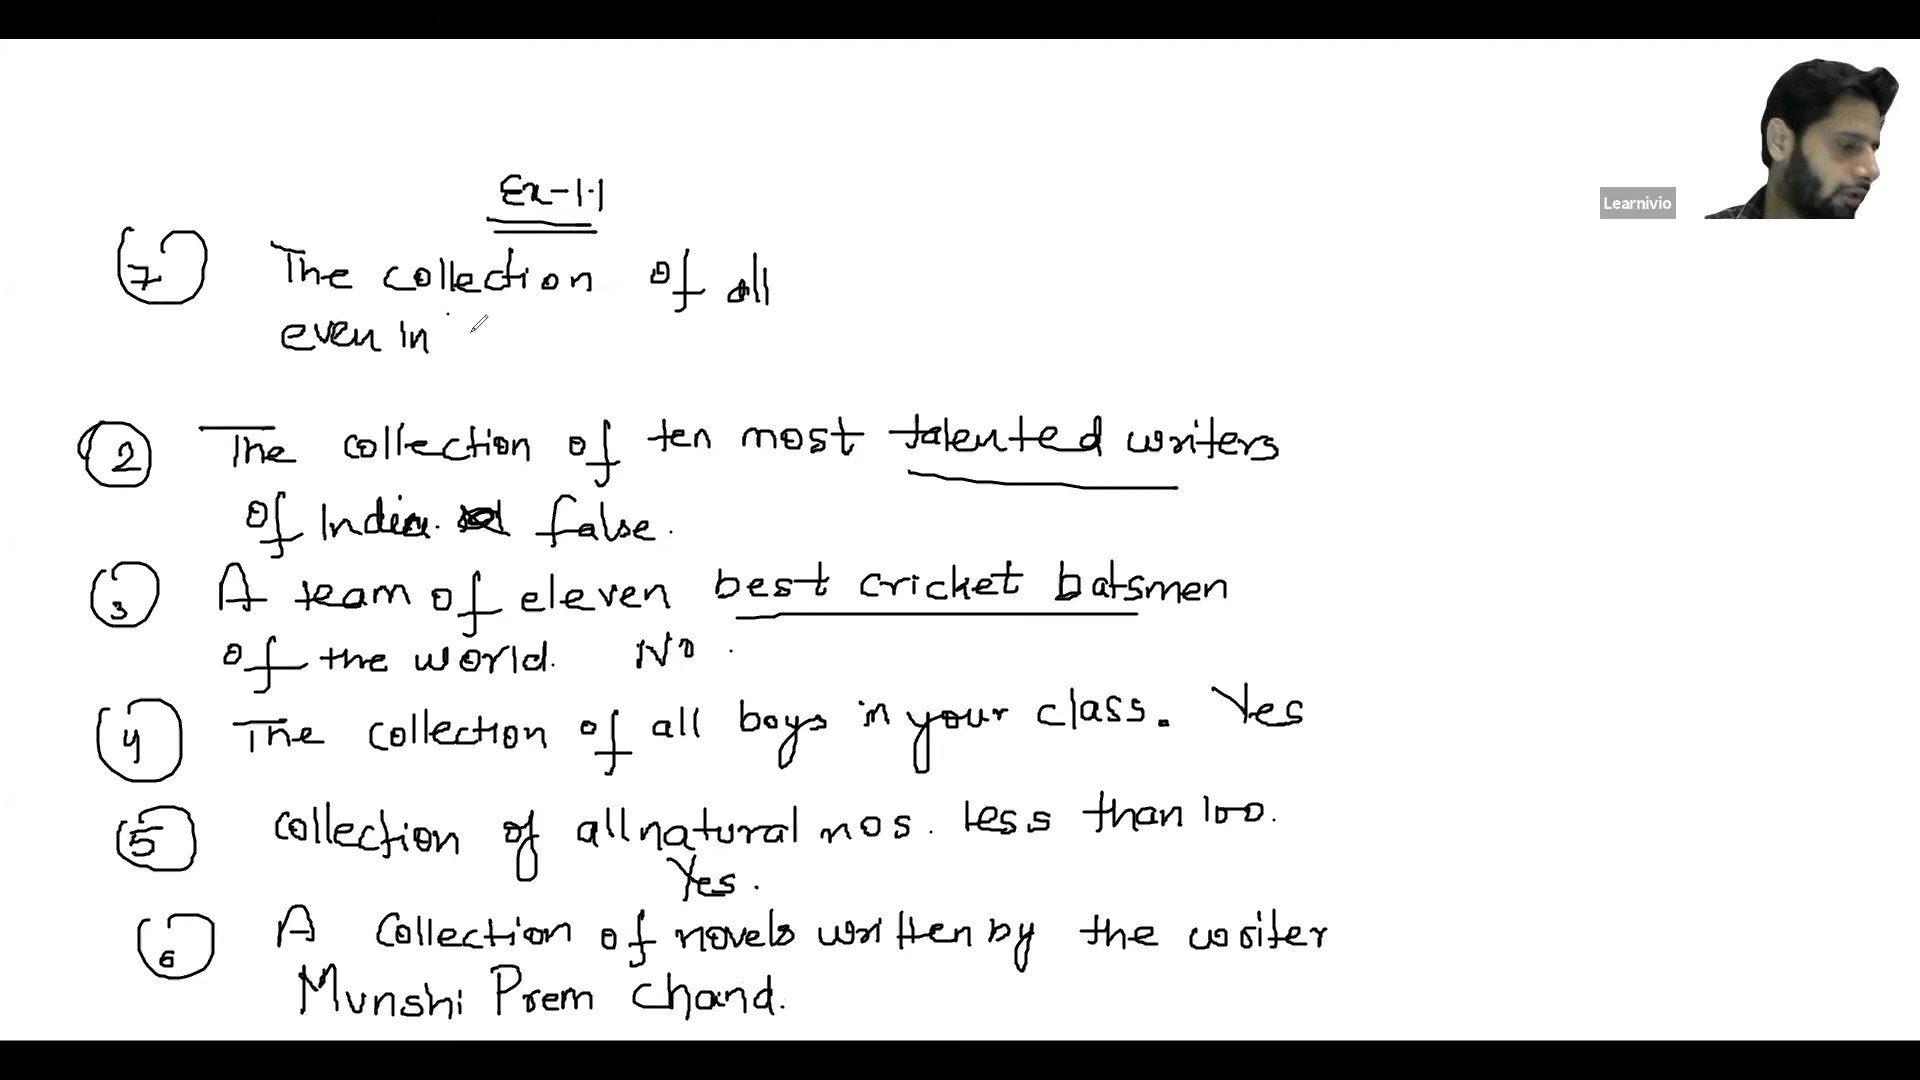 Ex-1.1
Learnivio
7 The collection of all
even in
2 The collection of ten most talented writers
of India. false.
3 A team of eleven best cricket batsmen
of the world. No.
4 The collection of all boys in your class. Yes
5 collection of all natural nos. less than 100.
Yes.
6 A collection of novels written by the writer
Munshi Prem Chand.